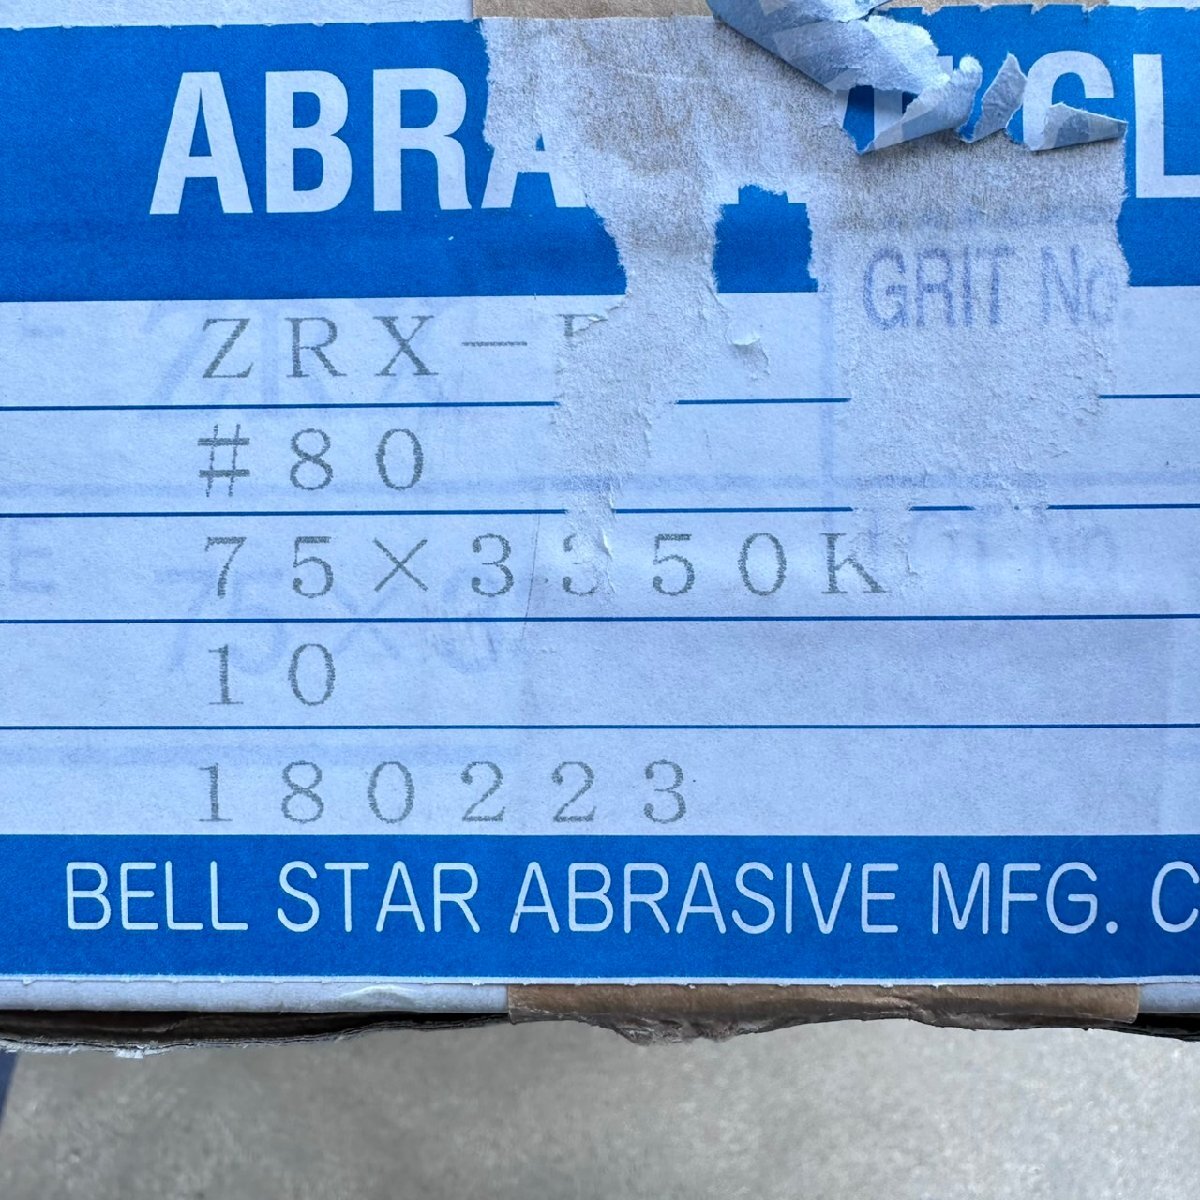 ABRA
GRIT No.
ZRX-
#80
75×3350K
10
180223
BELL STAR ABRASIVE MFG. C